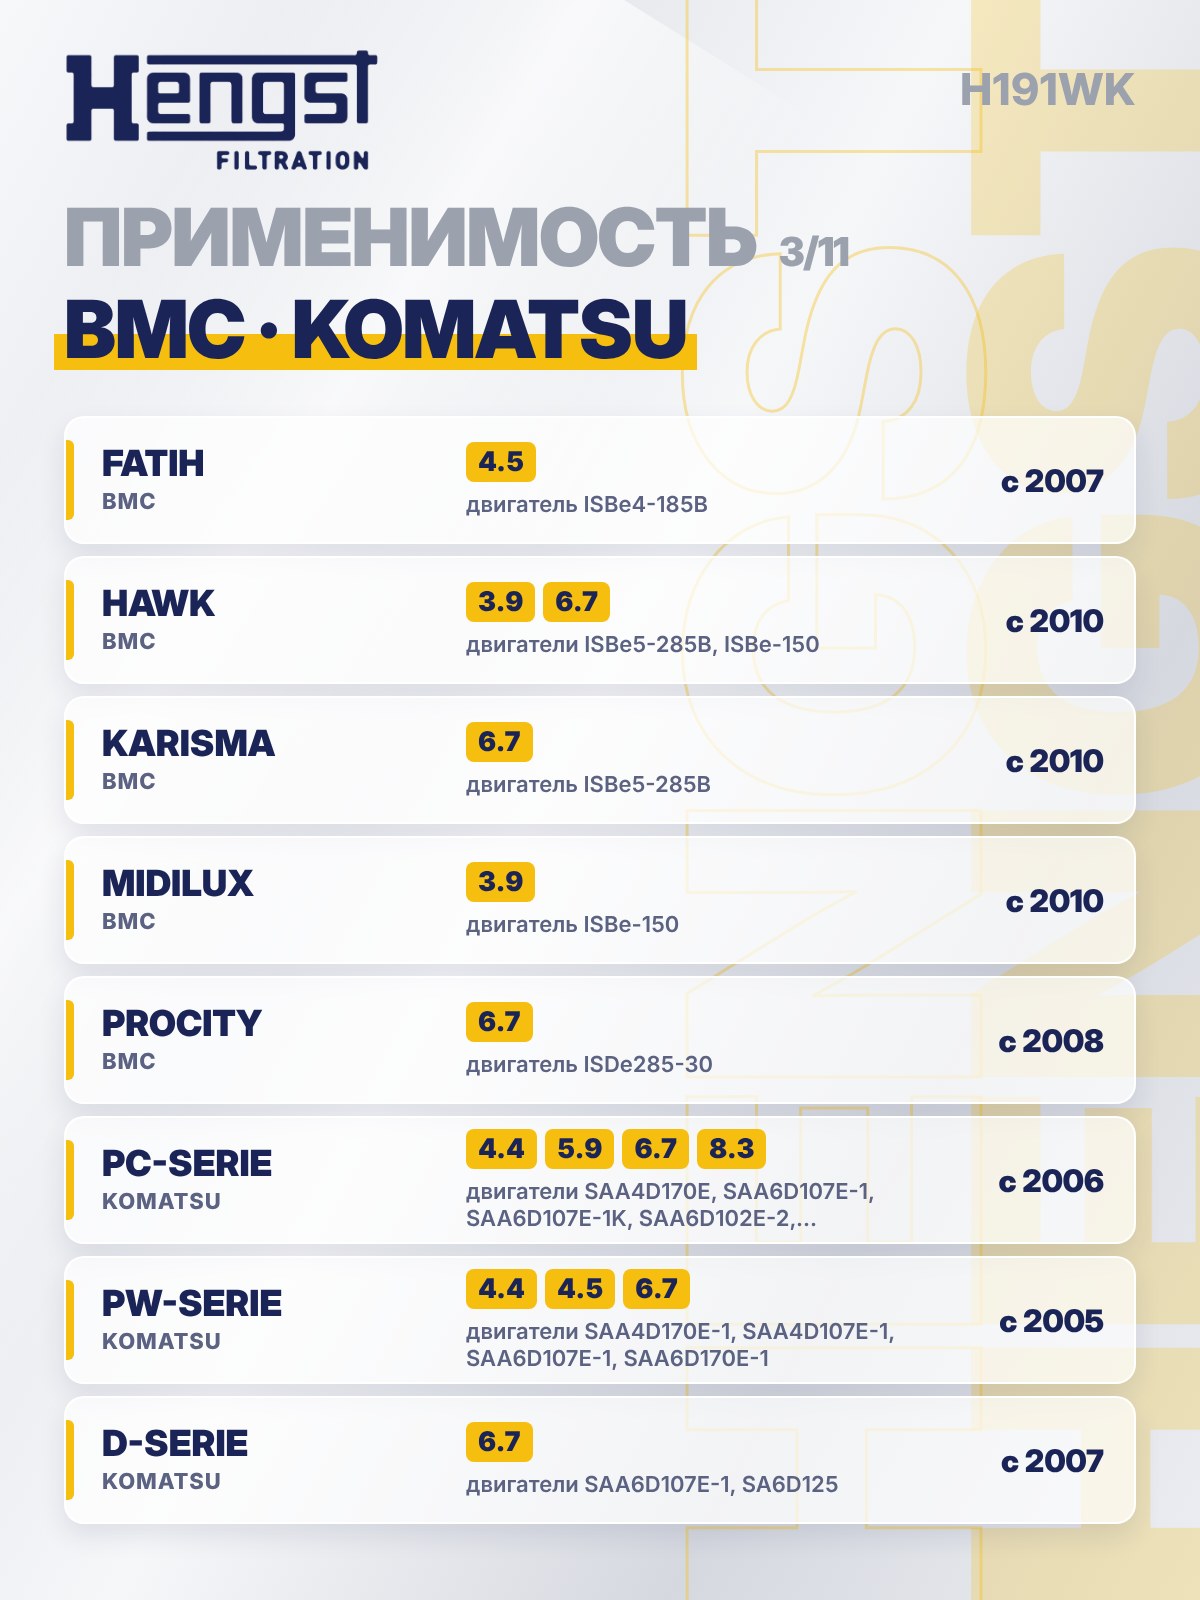 Hengst
FILTRATION
H191WK
ПРИМЕНИМОСТЬ 3/11
BMC · KOMATSU
FATIH
BMC
4.5
двигатель ISBe4-185B
с 2007
HAWK
BMC
3.9 6.7
двигатели ISBe5-285B, ISBe-150
с 2010
KARISMA
BMC
6.7
двигатель ISBe5-285B
с 2010
MIDILUX
BMC
3.9
двигатель ISBe-150
с 2010
PROCITY
BMC
6.7
двигатель ISDe285-30
с 2008
PC-SERIE
KOMATSU
4.4 5.9 6.7 8.3
двигатели SAA4D170E, SAA6D107E-1,
SAA6D107E-1K, SAA6D102E-2,...
с 2006
PW-SERIE
KOMATSU
4.4 4.5 6.7
двигатели SAA4D170E-1, SAA4D107E-1,
SAA6D107E-1, SAA6D170E-1
с 2005
D-SERIE
KOMATSU
6.7
двигатели SAA6D107E-1, SA6D125
с 2007
HENGST
HENGST